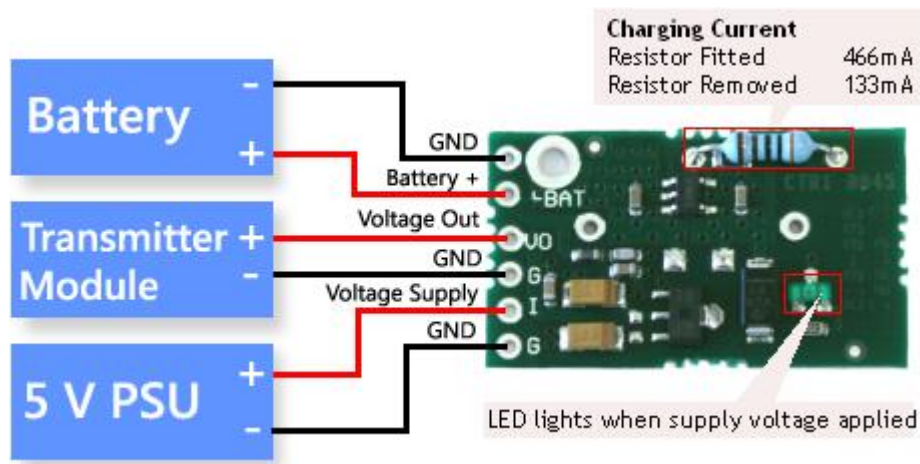 Charging Current
Resistor Fitted 466mA
Resistor Removed 133mA
Battery
-
+
GND
Battery +
Voltage Out
GND
Voltage Supply
GND
Transmitter
Module
+
-
5 V PSU
+
-
BAT
VO
G
I
G
LED lights when supply voltage applied